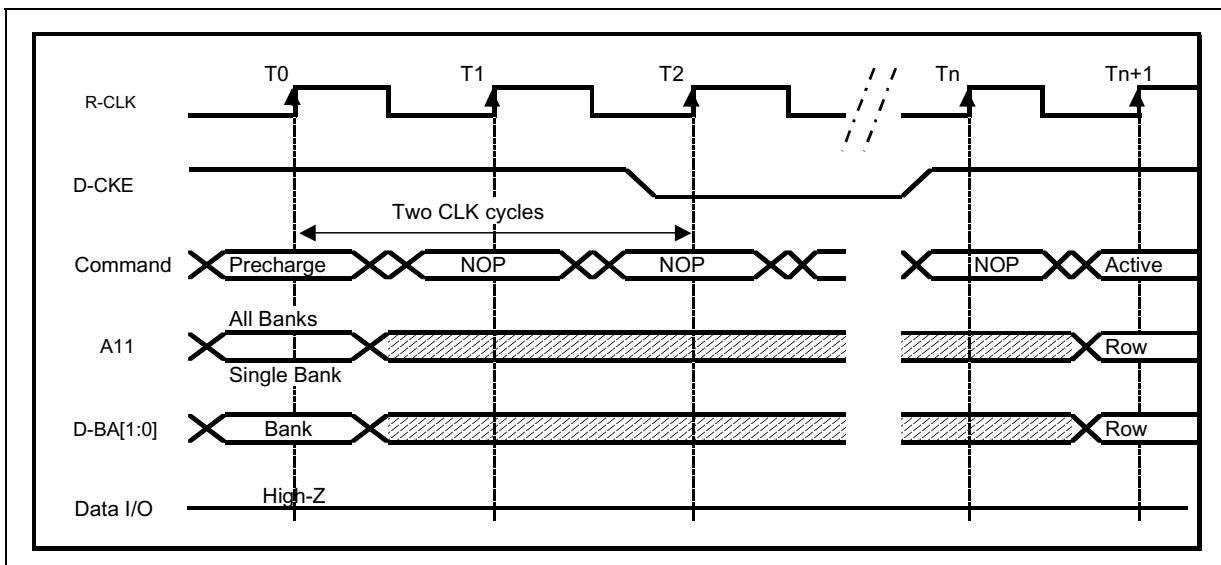 T0 T1 T2 Tn Tn+1
R-CLK
D-CKE
Two CLK cycles
Command Precharge NOP NOP NOP Active
All Banks
A11 Row
Single Bank
D-BA[1:0] Bank Row
High-Z
Data I/O